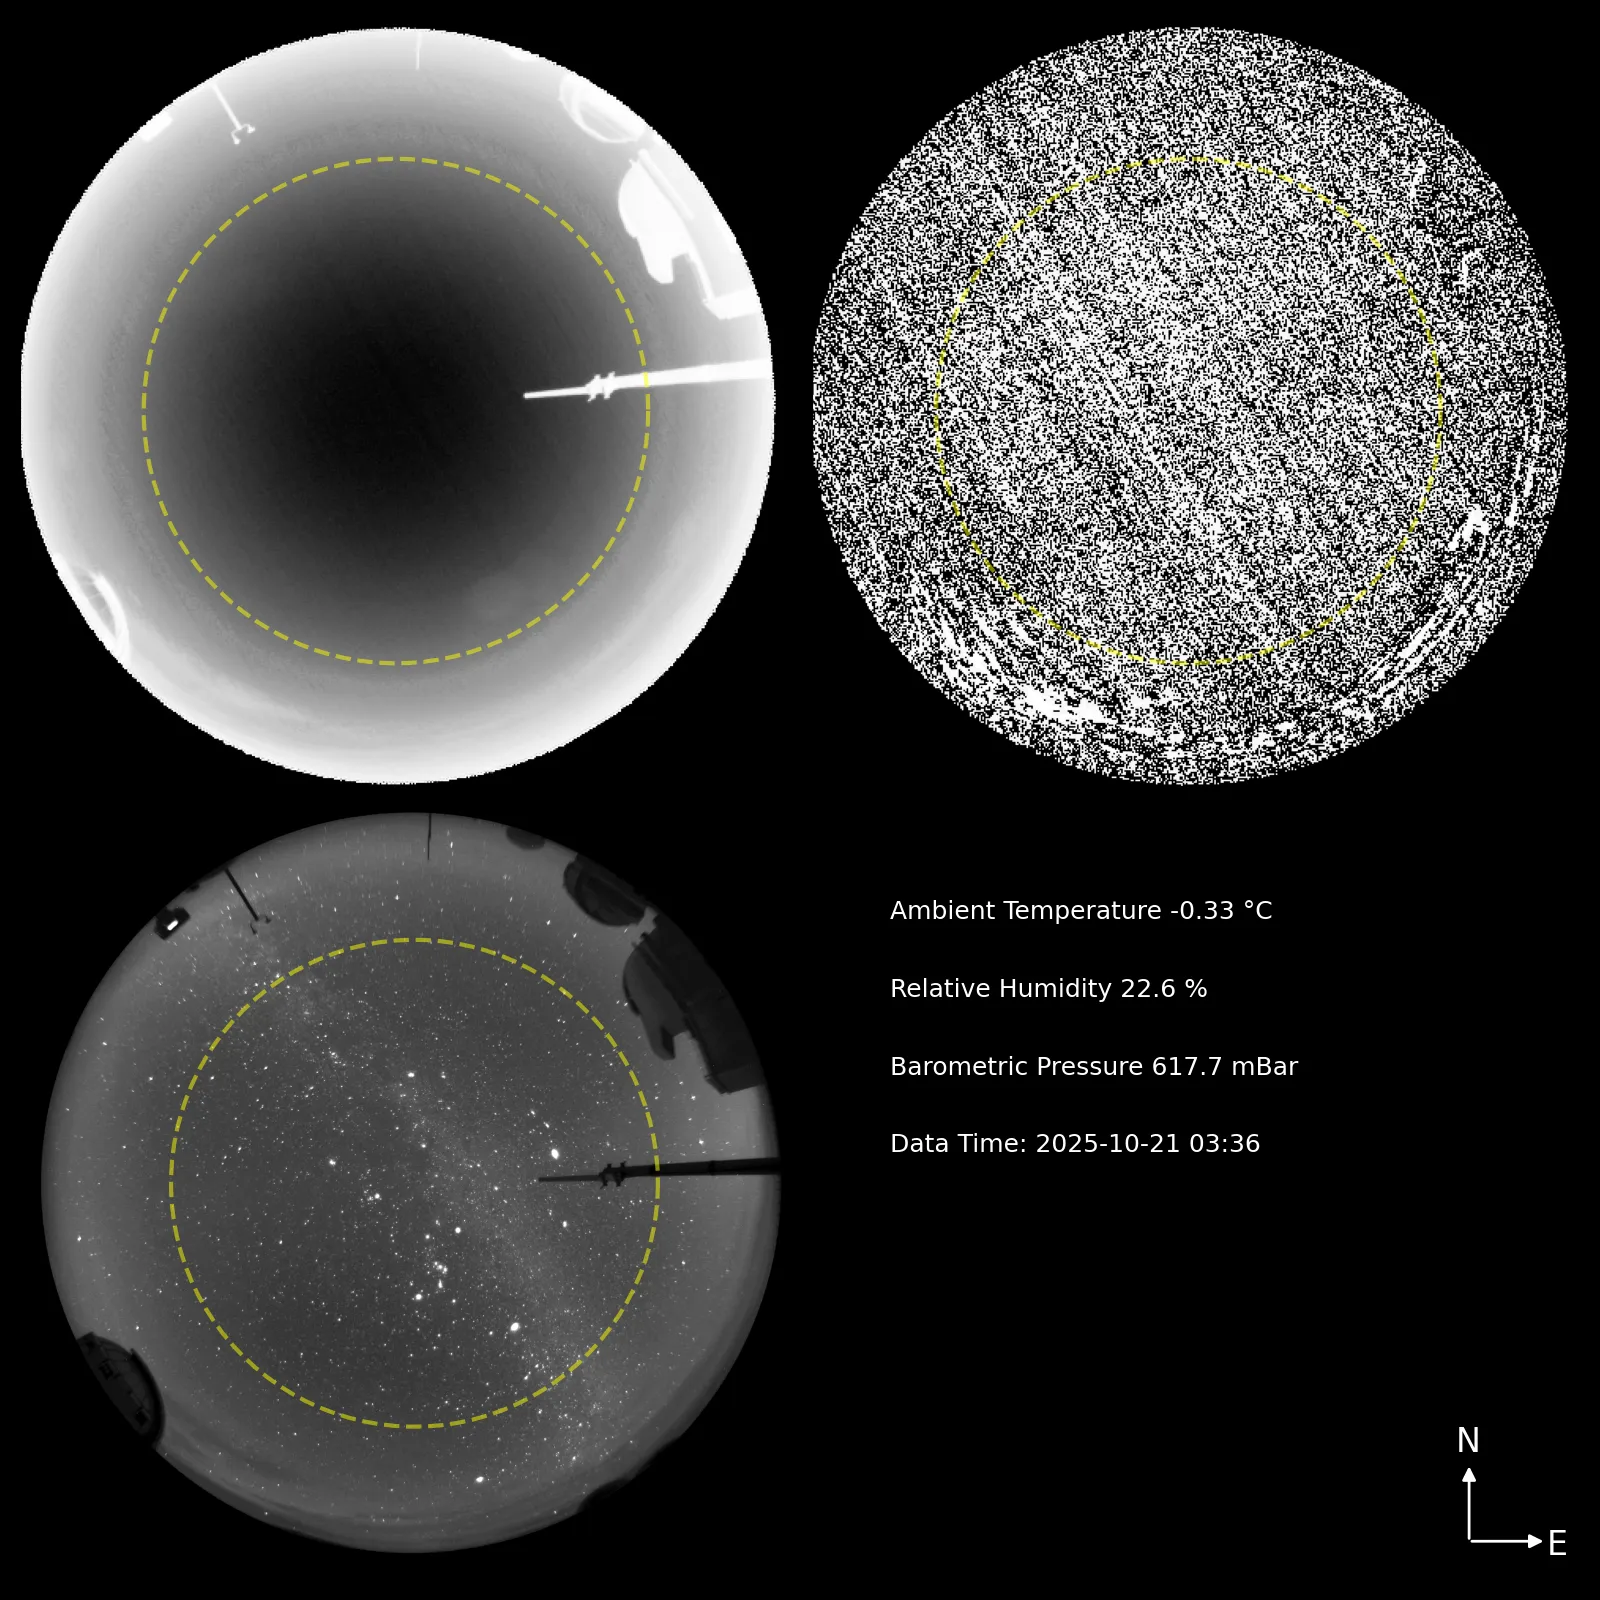 Ambient Temperature -0.33 °C
Relative Humidity 22.6 %
Barometric Pressure 617.7 mBar
Data Time: 2025-10-21 03:36
N
E